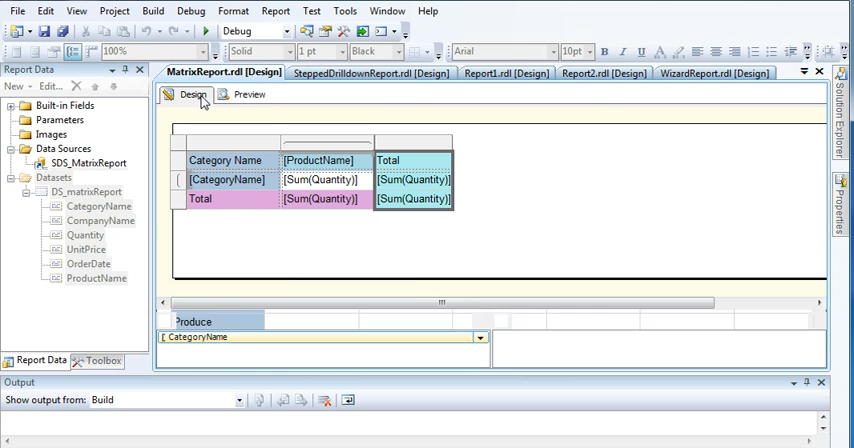 File Edit View Project Build Debug Format Report Test Tools Window Help
Debug
100% Solid 1 pt Black Arial 10pt B I U A
Report Data
New Edit...
Built-in Fields
Parameters
Images
Data Sources
SDS_MatrixReport
Datasets
DS_matrixReport
CategoryName
CompanyName
Quantity
UnitPrice
OrderDate
ProductName
Report Data Toolbox
MatrixReport.rdl [Design] SteppedDrilldownReport.rdl [Design] Report1.rdl [Design] Report2.rdl [Design] WizardReport.rdl [Design]
Design Preview
Category Name [ProductName] Total
[CategoryName] [Sum(Quantity)] [Sum(Quantity)]
Total [Sum(Quantity)] [Sum(Quantity)]
Produce
[ CategoryName
Solution Explorer
Properties
Output
Show output from: Build